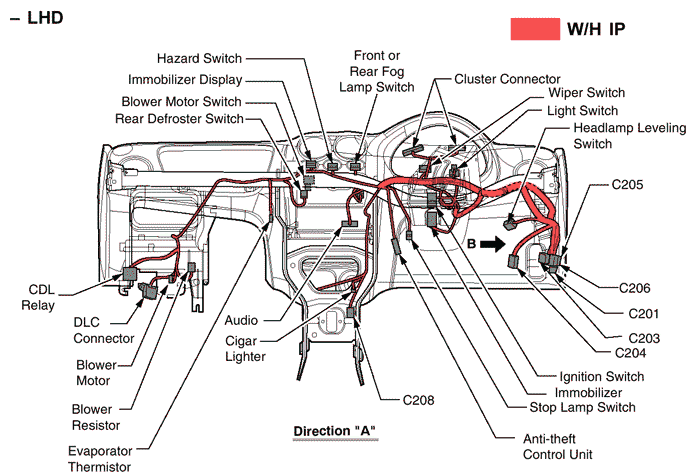 – LHD
W/H IP
Hazard Switch
Immobilizer Display
Blower Motor Switch
Rear Defroster Switch
Front or
Rear Fog
Lamp Switch
Cluster Connector
Wiper Switch
Light Switch
Headlamp Leveling
Switch
C205
B
C206
C201
C203
C204
CDL
Relay
DLC
Connector
Blower
Motor
Blower
Resistor
Evaporator
Thermistor
Audio
Cigar
Lighter
C208
Ignition Switch
Immobilizer
Stop Lamp Switch
Anti-theft
Control Unit
Direction "A"